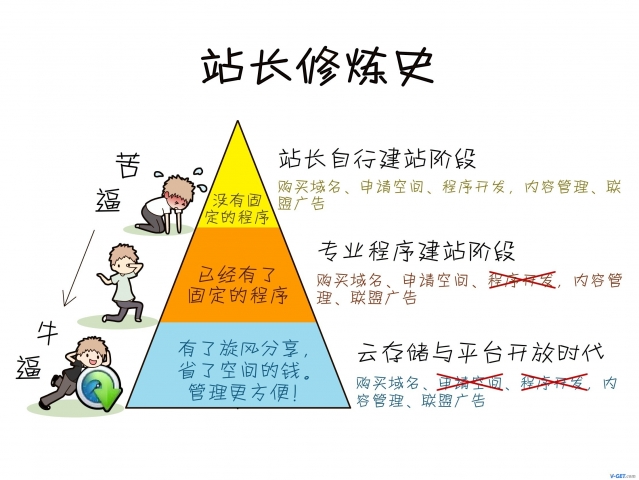 站长修炼史
苦
逼
牛
逼
没有固
定的程序
站长自行建站阶段
购买域名、申请空间、程序开发，内容管理、联
盟广告
已经有了
固定的程序
专业程序建站阶段
购买域名、申请空间、程序开发，内容管
理、联盟广告
有了旋风分享，
省了空间的钱。
管理更方便！
云存储与平台开放时代
购买域名、申请空间、程序开发，内
容管理、联盟广告
V-GET.com